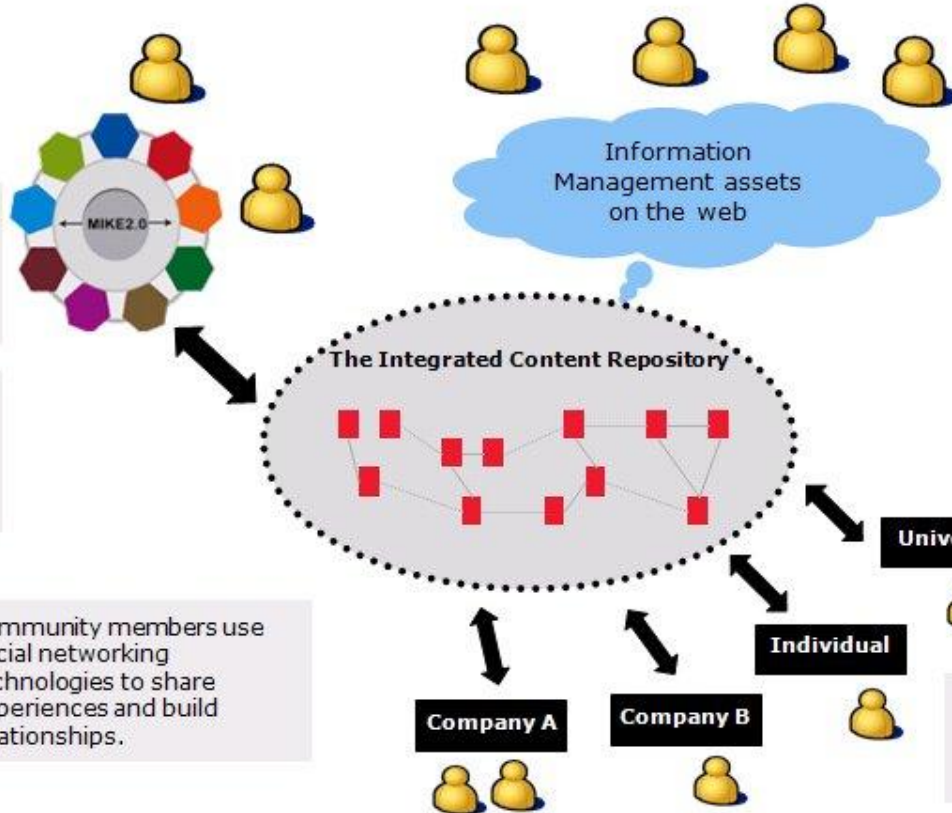 Information
Management assets
on the web
MIKE2.0
The Integrated Content Repository
Unive
Individual
Company A
Company B
mmunity members use
cial networking
chnologies to share
periences and build
ationships.